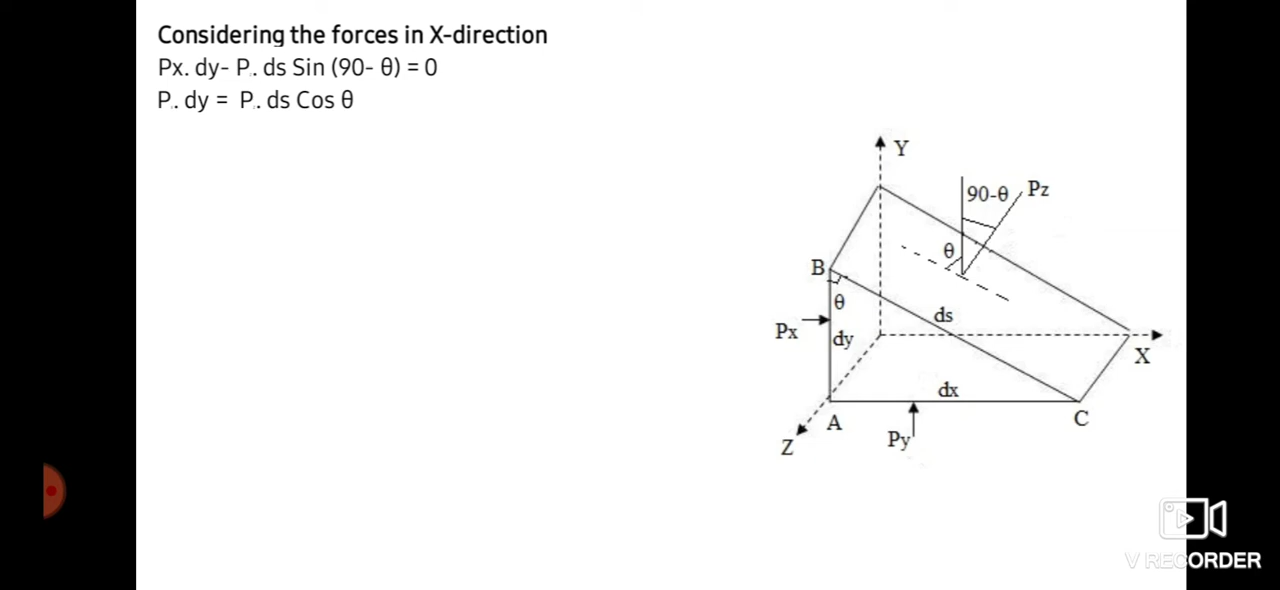 Considering the forces in X-direction
Px. dy- P.. ds Sin (90- θ) = 0
P.. dy = P.. ds Cos θ
Y
90-θ Pz
θ
B
θ
ds
Px
dy
X
dx
A
C
Z
Py
V RECORDER